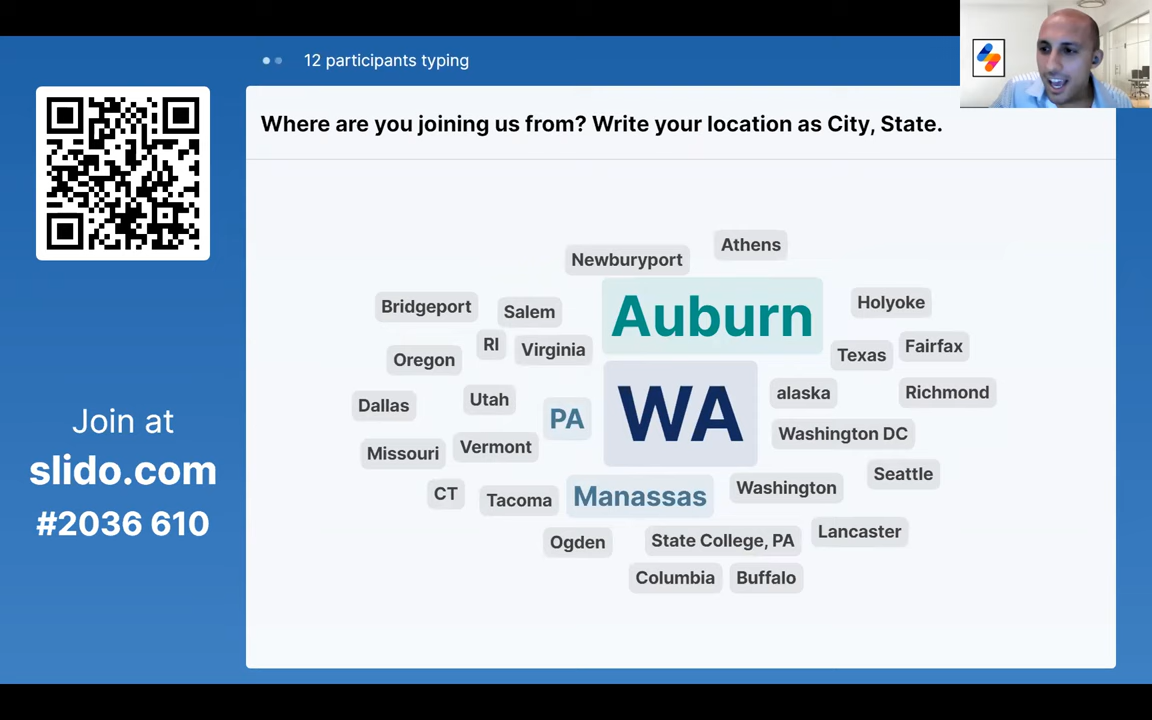 12 participants typing
Where are you joining us from? Write your location as City, State.
Join at
slido.com
#2036 610
Athens
Newburyport
Bridgeport
Salem
Auburn
Holyoke
RI
Virginia
Oregon
Texas
Fairfax
Dallas
Utah
PA
WA
alaska
Richmond
Missouri
Vermont
Washington DC
CT
Tacoma
Manassas
Washington
Seattle
Ogden
State College, PA
Lancaster
Columbia
Buffalo